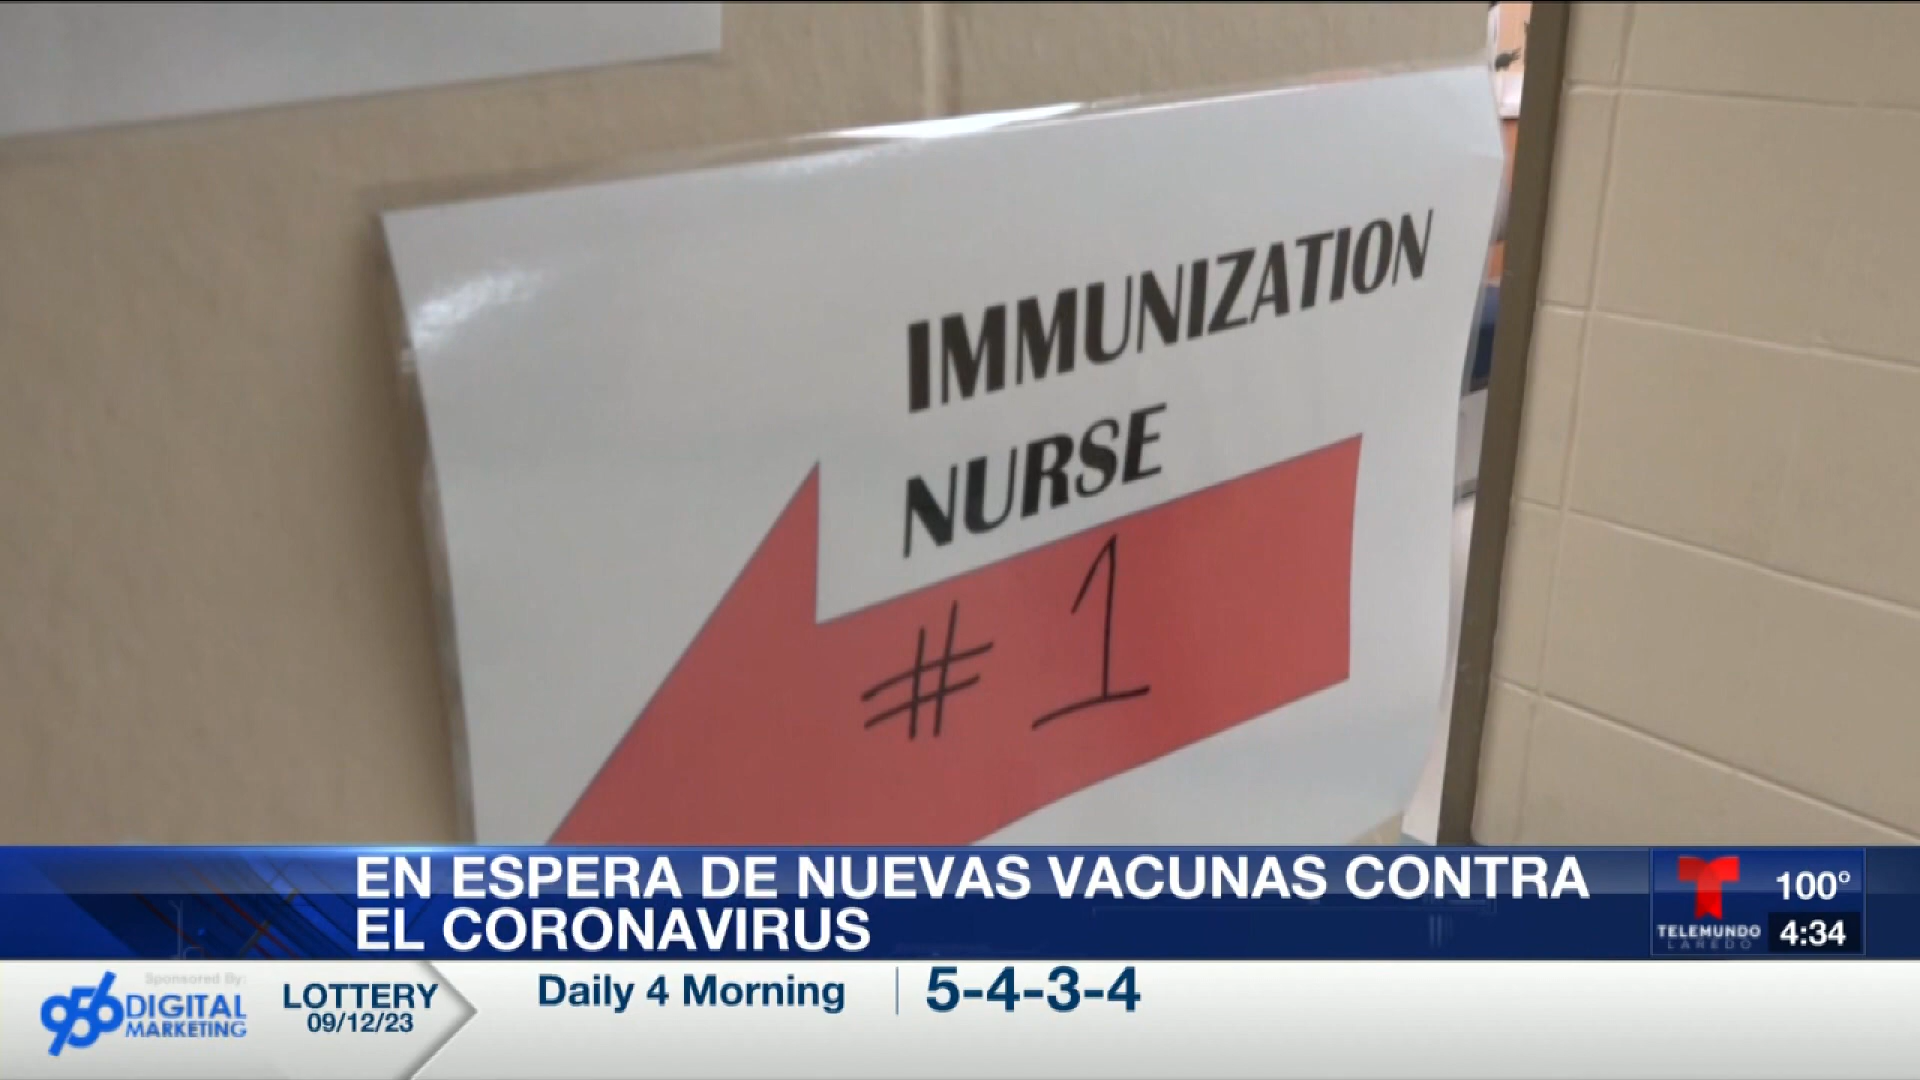 IMMUNIZATION
NURSE
# 1
EN ESPERA DE NUEVAS VACUNAS CONTRA
EL CORONAVIRUS
TELEMUNDO
LAREDO
100°
4:34
Sponsored By:
956 DIGITAL
MARKETING
LOTTERY
09/12/23
Daily 4 Morning
5-4-3-4